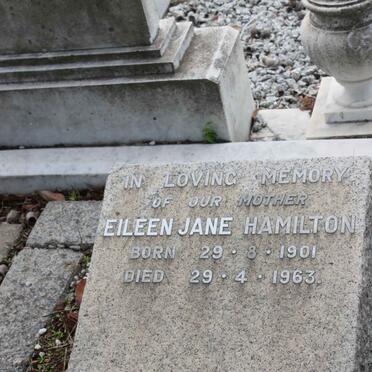 IN LOVING MEMORY
OF OUR MOTHER
EILEEN JANE HAMILTON
BORN 29·8·1901
DIED 29·4·1963.